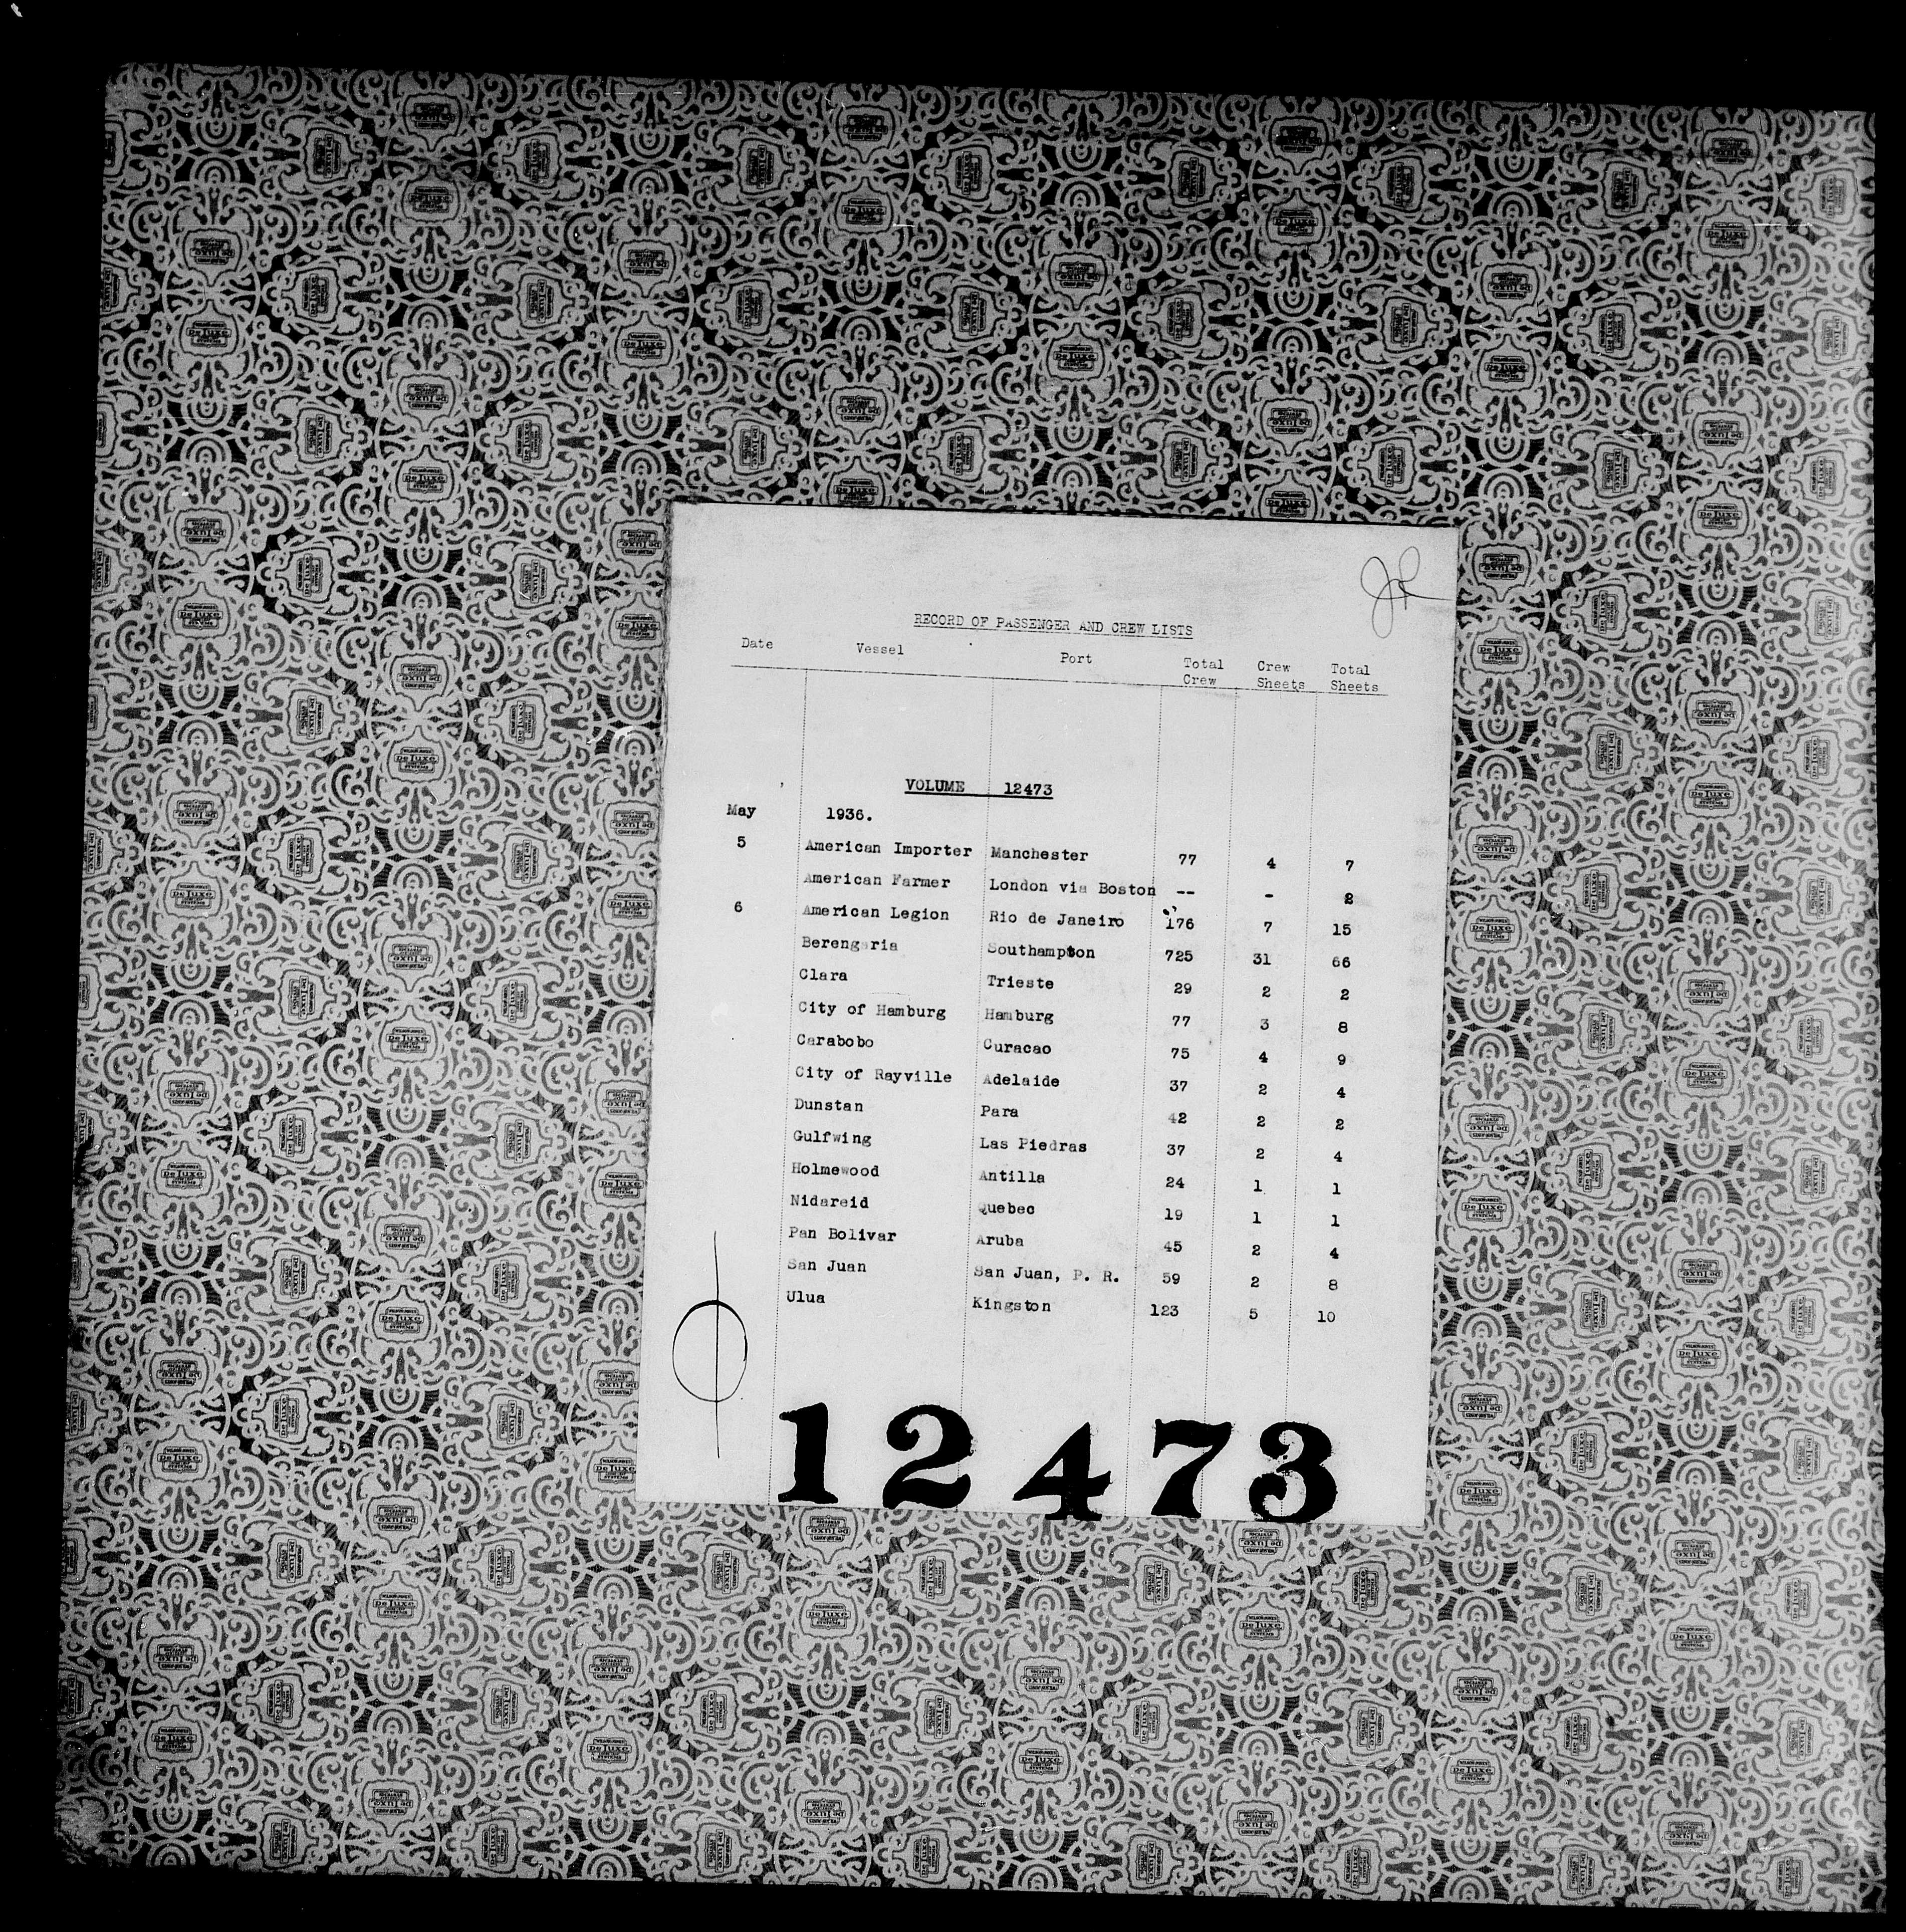 RECORD OF PASSENGER AND CREW LISTS
Date Vessel Port Total Crew Crew Sheets Total Sheets
VOLUME 12473
May 1936.
5 American Importer Manchester 77 4 7
American Farmer London via Boston -- - 2
6 American Legion Rio de Janeiro 176 7 15
Berengaria Southampton 725 31 66
Clara Trieste 29 2 2
City of Hamburg Hamburg 77 3 8
Carabobo Curacao 75 4 9
City of Rayville Adelaide 37 2 4
Dunstan Para 42 2 2
Gulfwing Las Piedras 37 2 4
Holmewood Antilla 24 1 1
Nidareid Quebec 19 1 1
Pan Bolivar Aruba 45 2 4
San Juan San Juan, P. R. 59 2 8
Ulua Kingston 123 5 10
12473
De Luxe